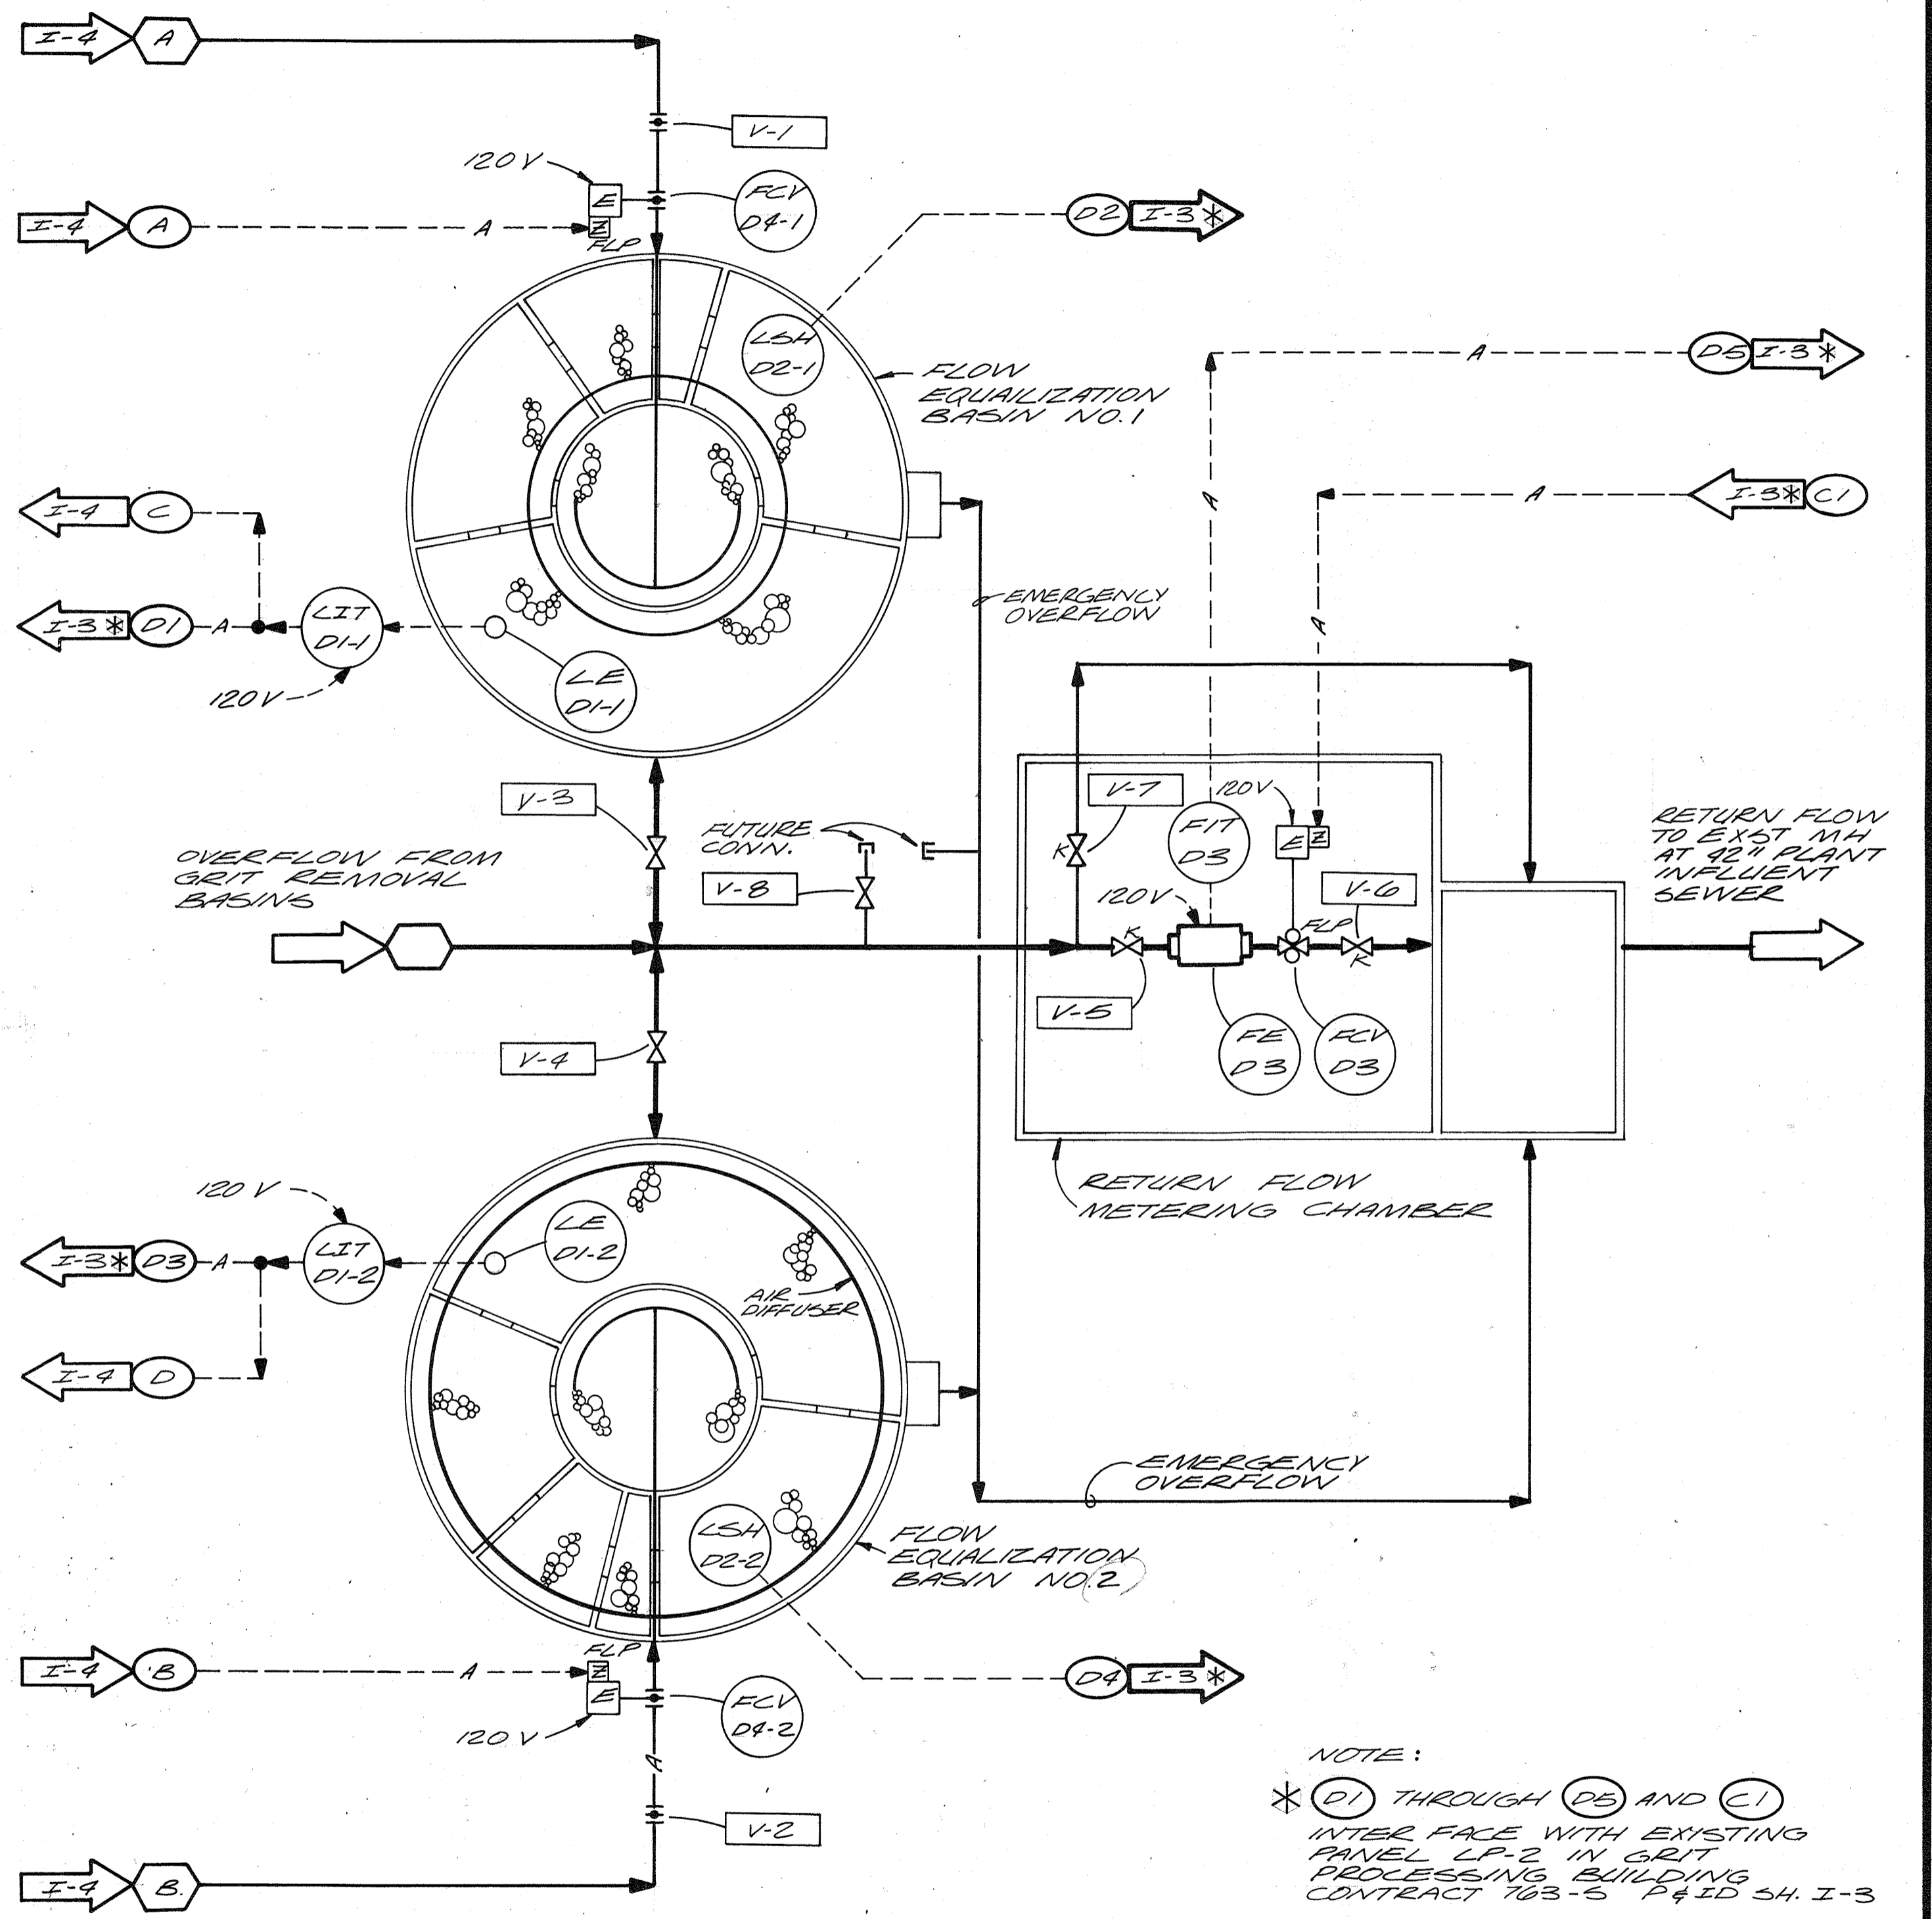 I-4 A
V-1
120V
E
Z
FLP
FCV
D4-1
I-4 A
A
D2 I-3 *
LSH
D2-1
FLOW
EQUAILIZATION
BASIN NO.1
A
D5 I-3 *
A
I-3* C1
A
A
I-4 C
I-3 * D1
A
LIT
D1-1
120V
LE
D1-1
EMERGENCY
OVERFLOW
V-3
FUTURE
CONN.
V-8
V-7
K
FIT
D3
120V
E
Z
V-6
120V
K
FLP
K
V-5
FE
D3
FCV
D3
RETURN FLOW
TO EXST MH
AT 42" PLANT
INFLUENT
SEWER
OVERFLOW FROM
GRIT REMOVAL
BASINS
V-4
RETURN FLOW
METERING CHAMBER
120 V
I-3* D3
A
LIT
D1-2
LE
D1-2
AIR
DIFFUSER
I-4 D
EMERGENCY
OVERFLOW
LSH
D2-2
FLOW
EQUALIZATION
BASIN NO.2
I-4 B
A
FLP
Z
E
120 V
FCV
D4-2
D4 I-3 *
A
V-2
I-4 B
NOTE:
* D1 THROUGH D5 AND C1
INTER FACE WITH EXISTING
PANEL LP-2 IN GRIT
PROCESSING BUILDING
CONTRACT 763-S P&ID SH. I-3